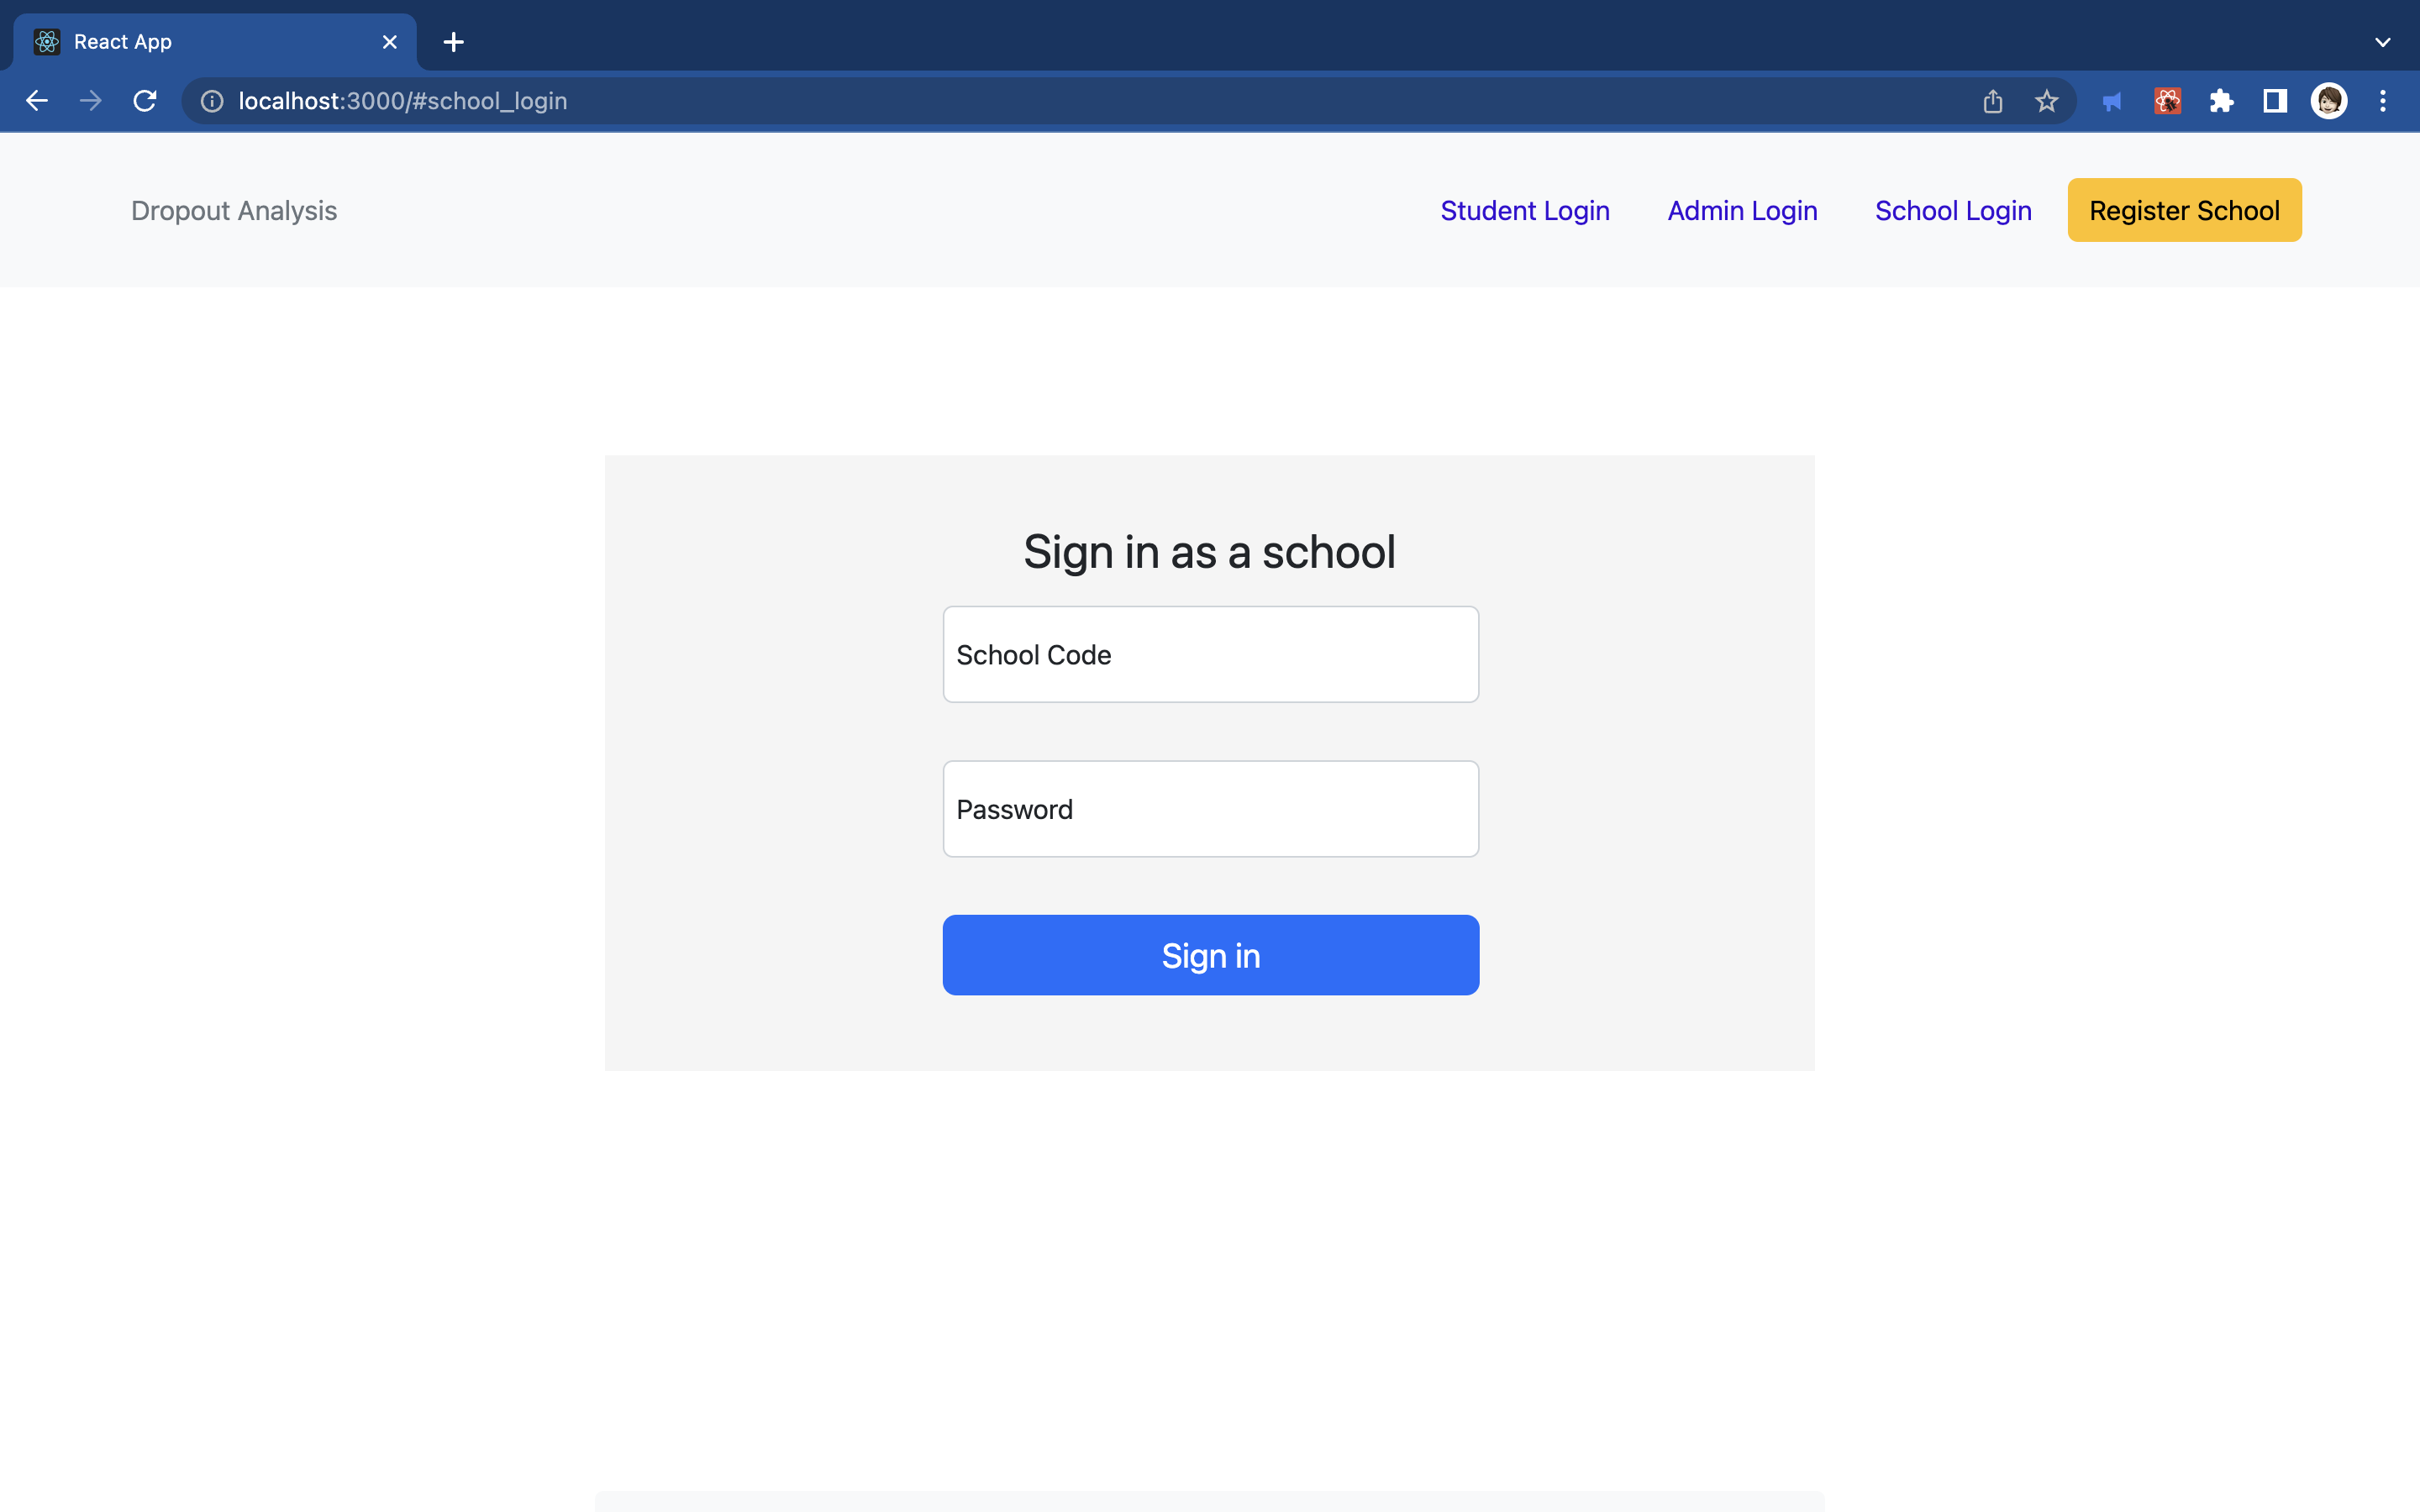 React App
localhost:3000/#school_login
Dropout Analysis Student Login Admin Login School Login Register School
Sign in as a school
School Code
Password
Sign in